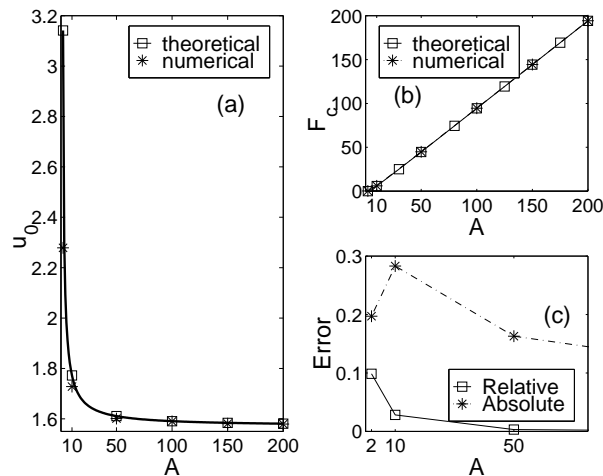 3.2
3
2.8
2.6
2.4
2.2
2
1.8
1.6
u0
10 50 100 150 200
A
theoretical
numerical
(a)
200
150
100
50
0
Fc
10 50 100 150 200
A
theoretical
numerical
(b)
0.3
0.2
0.1
0
Error
2 10 50
A
(c)
Relative
Absolute